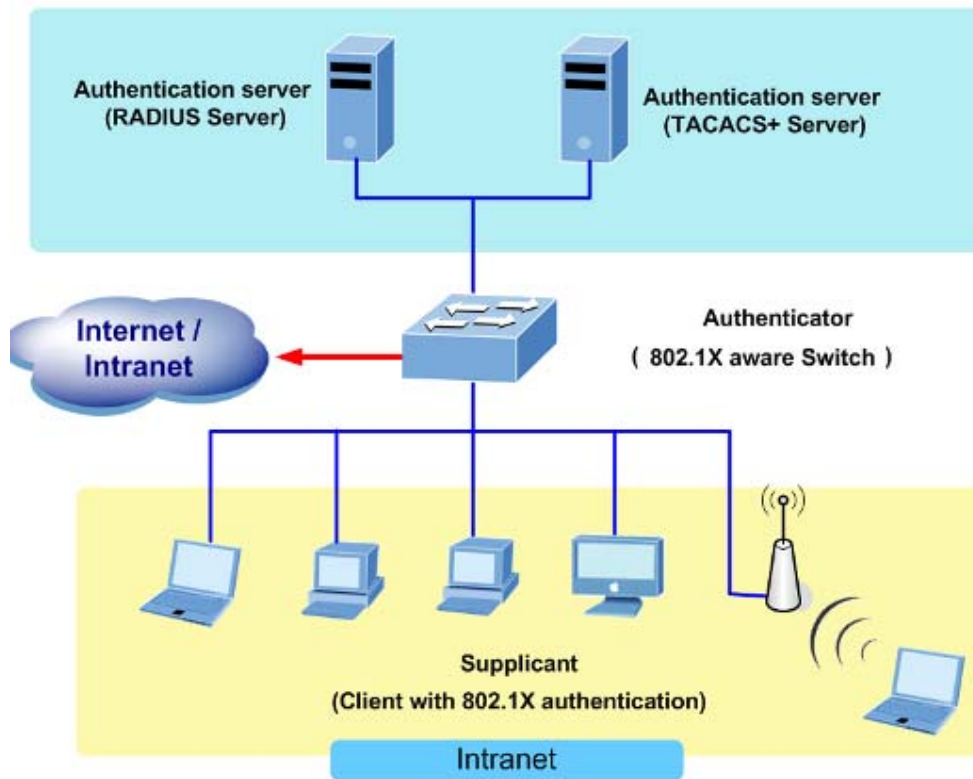 Authentication server
(RADIUS Server)
Authentication server
(TACACS+ Server)
Internet /
Intranet
Authenticator
( 802.1X aware Switch )
Supplicant
(Client with 802.1X authentication)
Intranet